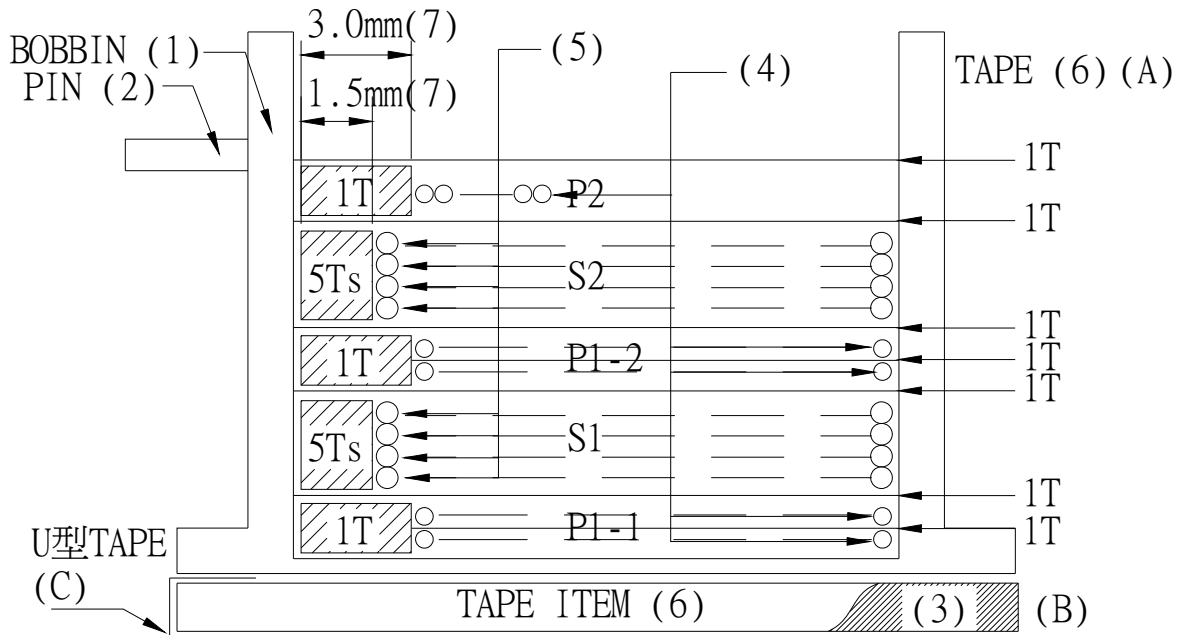 3.0mm(7)
BOBBIN (1)
(5)
(4)
TAPE (6) (A)
PIN (2)
1.5mm(7)
1T
1T
P2
1T
5Ts
S2
1T
1T
1T
P1-2
1T
5Ts
S1
1T
1T
P1-1
1T
U型TAPE
(C)
TAPE ITEM (6)
(3)
(B)